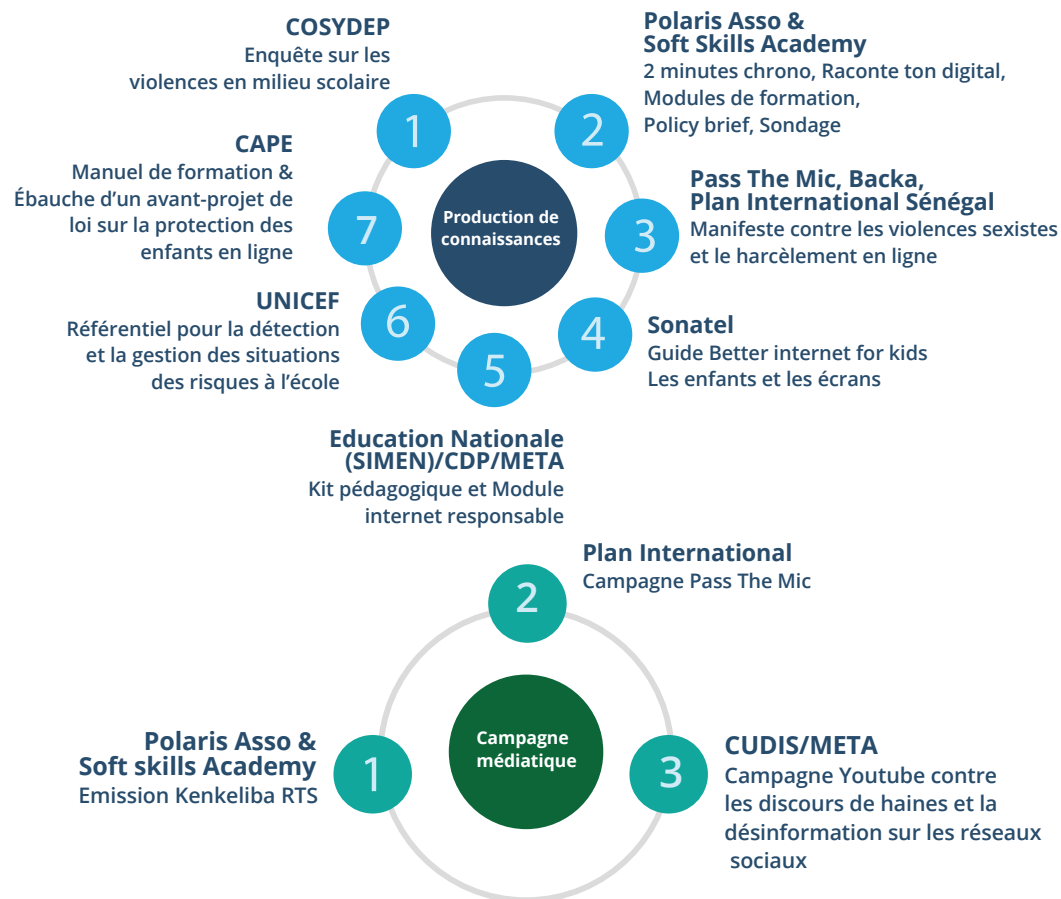 COSYDEP
Enquête sur les
violences en milieu scolaire
1
Polaris Asso &
Soft Skills Academy
2 minutes chrono, Raconte ton digital,
Modules de formation,
Policy brief, Sondage
2
Pass The Mic, Backa,
Plan International Sénégal
Manifeste contre les violences sexistes
et le harcèlement en ligne
3
Sonatel
Guide Better internet for kids
Les enfants et les écrans
4
5
Education Nationale
(SIMEN)/CDP/META
Kit pédagogique et Module
internet responsable
UNICEF
Référentiel pour la détection
et la gestion des situations
des risques à l'école
6
CAPE
Manuel de formation &
Ébauche d'un avant-projet de
loi sur la protection des
enfants en ligne
7
Production de
connaissances
Plan International
Campagne Pass The Mic
2
Polaris Asso &
Soft skills Academy
Emission Kenkeliba RTS
1
Campagne
médiatique
3
CUDIS/META
Campagne Youtube contre
les discours de haines et la
désinformation sur les réseaux
sociaux